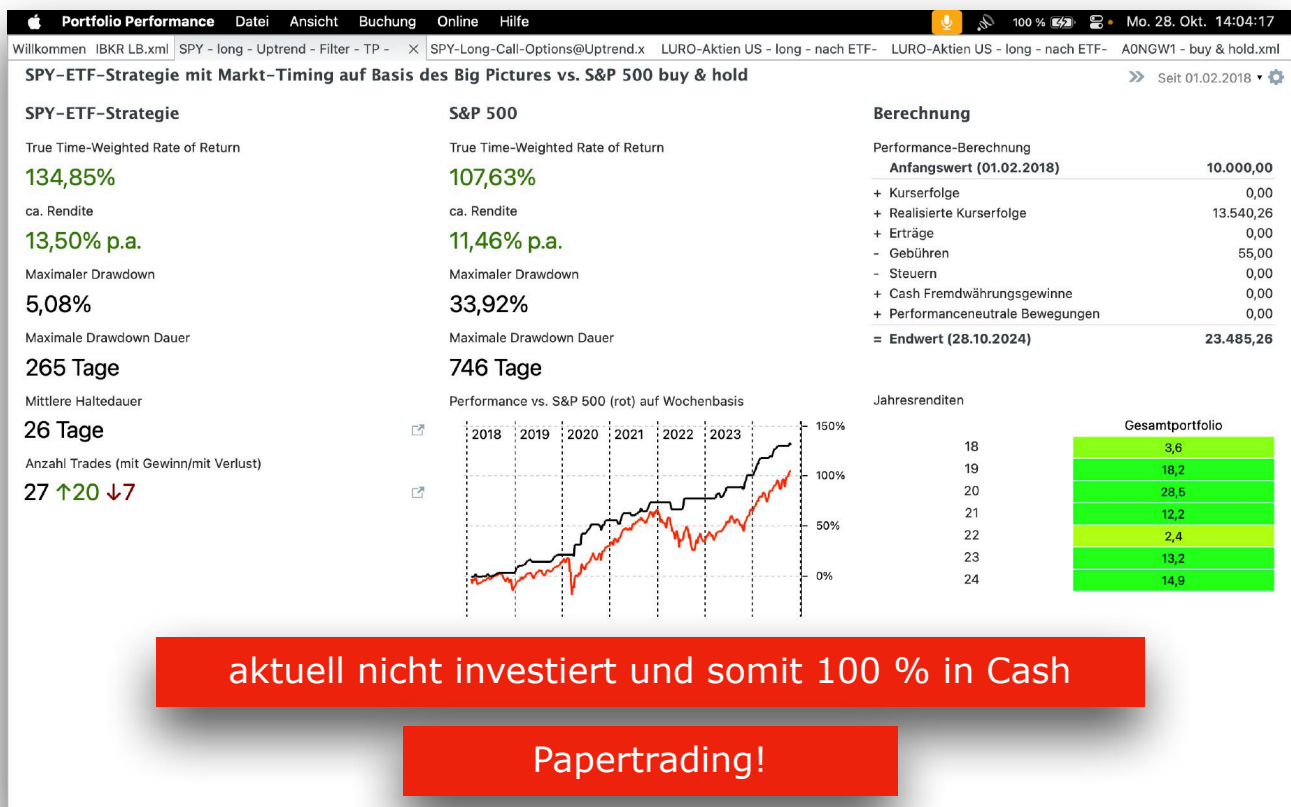 Portfolio Performance Datei Ansicht Buchung Online Hilfe 100 % Mo. 28. Okt. 14:04:17
Willkommen IBKR LB.xml SPY - long - Uptrend - Filter - TP - × SPY-Long-Call-Options@Uptrend.x LURO-Aktien US - long - nach ETF- LURO-Aktien US - long - nach ETF- A0NGW1 - buy & hold.xml
SPY-ETF-Strategie mit Markt-Timing auf Basis des Big Pictures vs. S&P 500 buy & hold
Seit 01.02.2018
SPY-ETF-Strategie
True Time-Weighted Rate of Return
134,85%
ca. Rendite
13,50% p.a.
Maximaler Drawdown
5,08%
Maximale Drawdown Dauer
265 Tage
Mittlere Haltedauer
26 Tage
Anzahl Trades (mit Gewinn/mit Verlust)
27 ↑20 ↓7
S&P 500
True Time-Weighted Rate of Return
107,63%
ca. Rendite
11,46% p.a.
Maximaler Drawdown
33,92%
Maximale Drawdown Dauer
746 Tage
Performance vs. S&P 500 (rot) auf Wochenbasis
2018 2019 2020 2021 2022 2023
150%
100%
50%
0%
Berechnung
Performance-Berechnung
Anfangswert (01.02.2018) 10.000,00
+ Kurserfolge 0,00
+ Realisierte Kurserfolge 13.540,26
+ Erträge 0,00
- Gebühren 55,00
- Steuern 0,00
+ Cash Fremdwährungsgewinne 0,00
+ Performanceneutrale Bewegungen 0,00
= Endwert (28.10.2024) 23.485,26
Jahresrenditen
Gesamtportfolio
18 3,6
19 18,2
20 28,5
21 12,2
22 2,4
23 13,2
24 14,9
aktuell nicht investiert und somit 100 % in Cash
Papertrading!